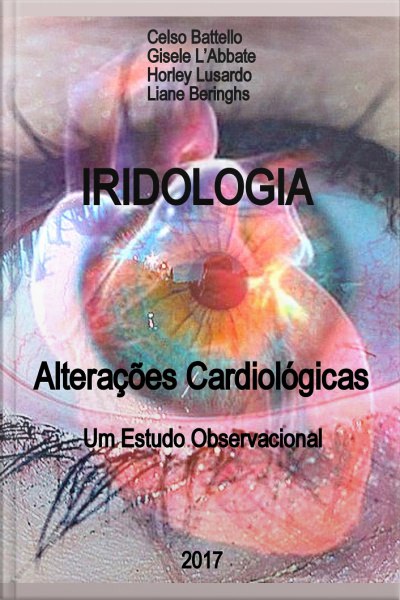 Celso Battello
Gisele L'Abbate
Horley Lusardo
Liane Beringhs
IRIDOLOGIA
Alterações Cardiológicas
Um Estudo Observacional
2017